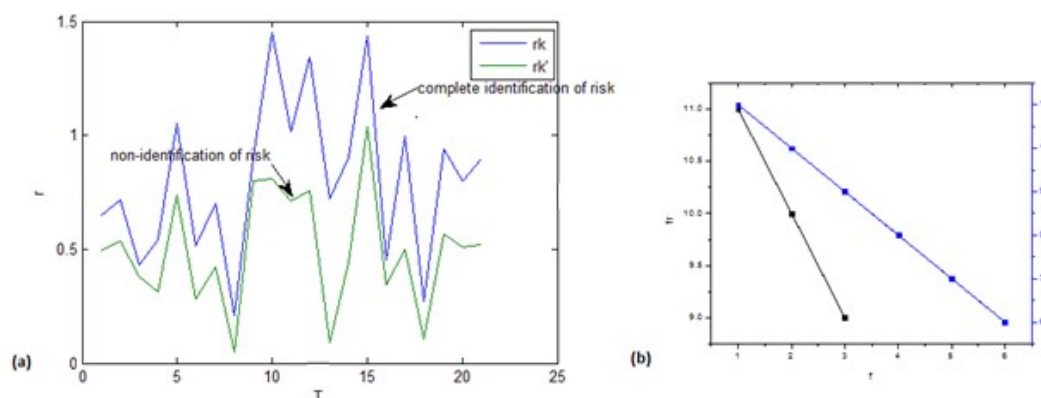 1.5
rk
rk'
complete identification of risk
1
non-identification of risk
r
0.5
(a)
0
0 5 10 15 20 25
T
11.0
10.5
10.0
9.5
9.0
tr
1 2 3 4 5 6
r
(b)